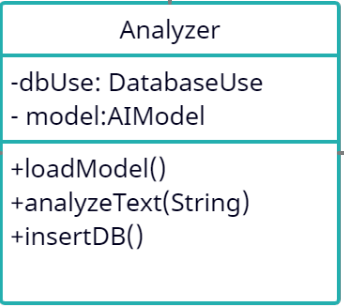 Analyzer
-dbUse: DatabaseUse
- model:AIModel
+loadModel()
+analyzeText(String)
+insertDB()